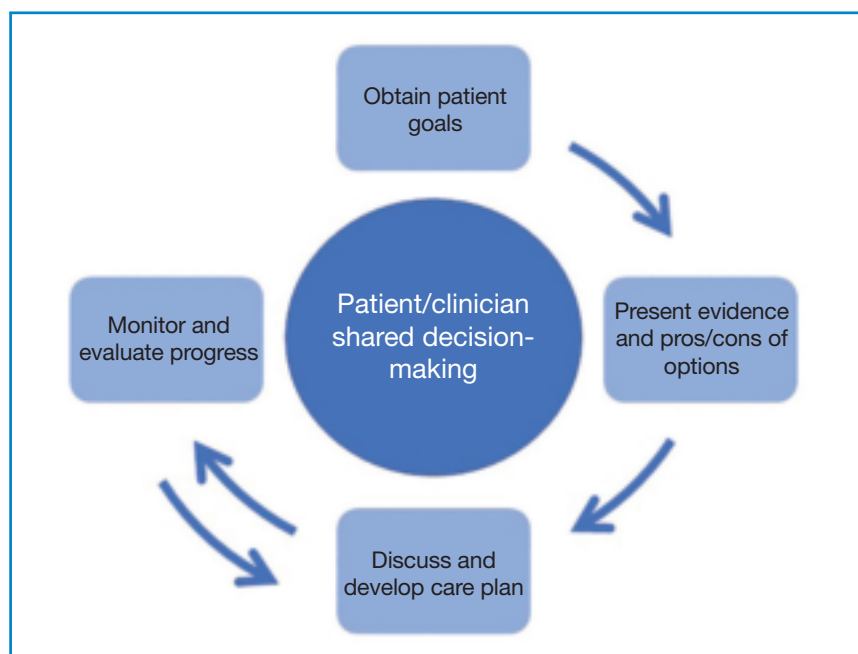 Obtain patient
goals
Present evidence
and pros/cons of
options
Discuss and
develop care plan
Monitor and
evaluate progress
Patient/clinician
shared decision-
making